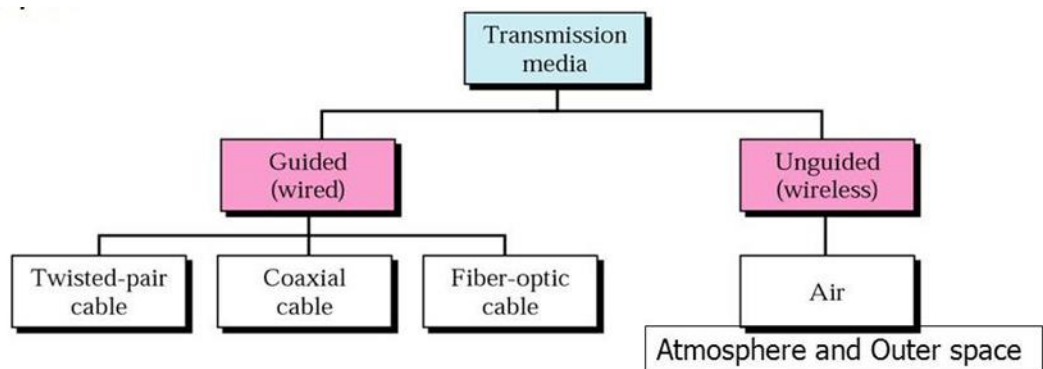 Transmission
media
Guided
(wired)
Unguided
(wireless)
Twisted-pair
cable
Coaxial
cable
Fiber-optic
cable
Air
Atmosphere and Outer space